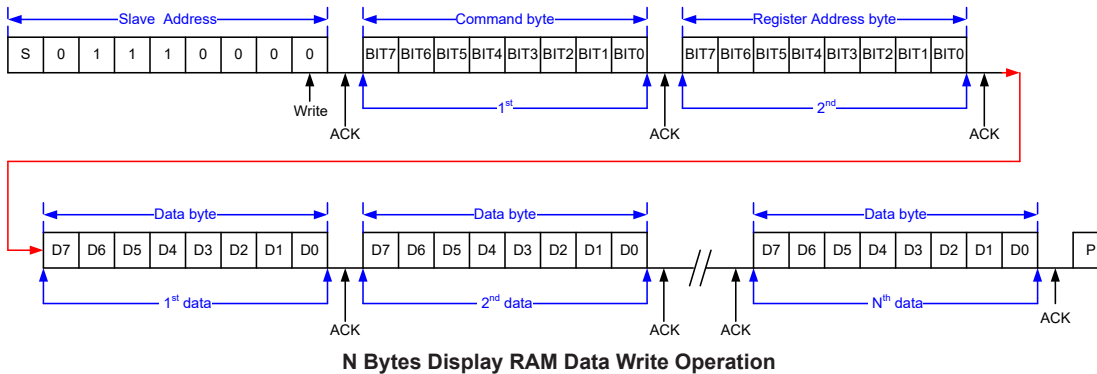 Slave Address Command byte Register Address byte
S 0 1 1 1 0 0 0 0 BIT7 BIT6 BIT5 BIT4 BIT3 BIT2 BIT1 BIT0 BIT7 BIT6 BIT5 BIT4 BIT3 BIT2 BIT1 BIT0
Write 1st 2nd
ACK ACK ACK
Data byte Data byte Data byte
D7 D6 D5 D4 D3 D2 D1 D0 D7 D6 D5 D4 D3 D2 D1 D0 D7 D6 D5 D4 D3 D2 D1 D0 P
1st data 2nd data Nth data
ACK ACK ACK ACK
N Bytes Display RAM Data Write Operation